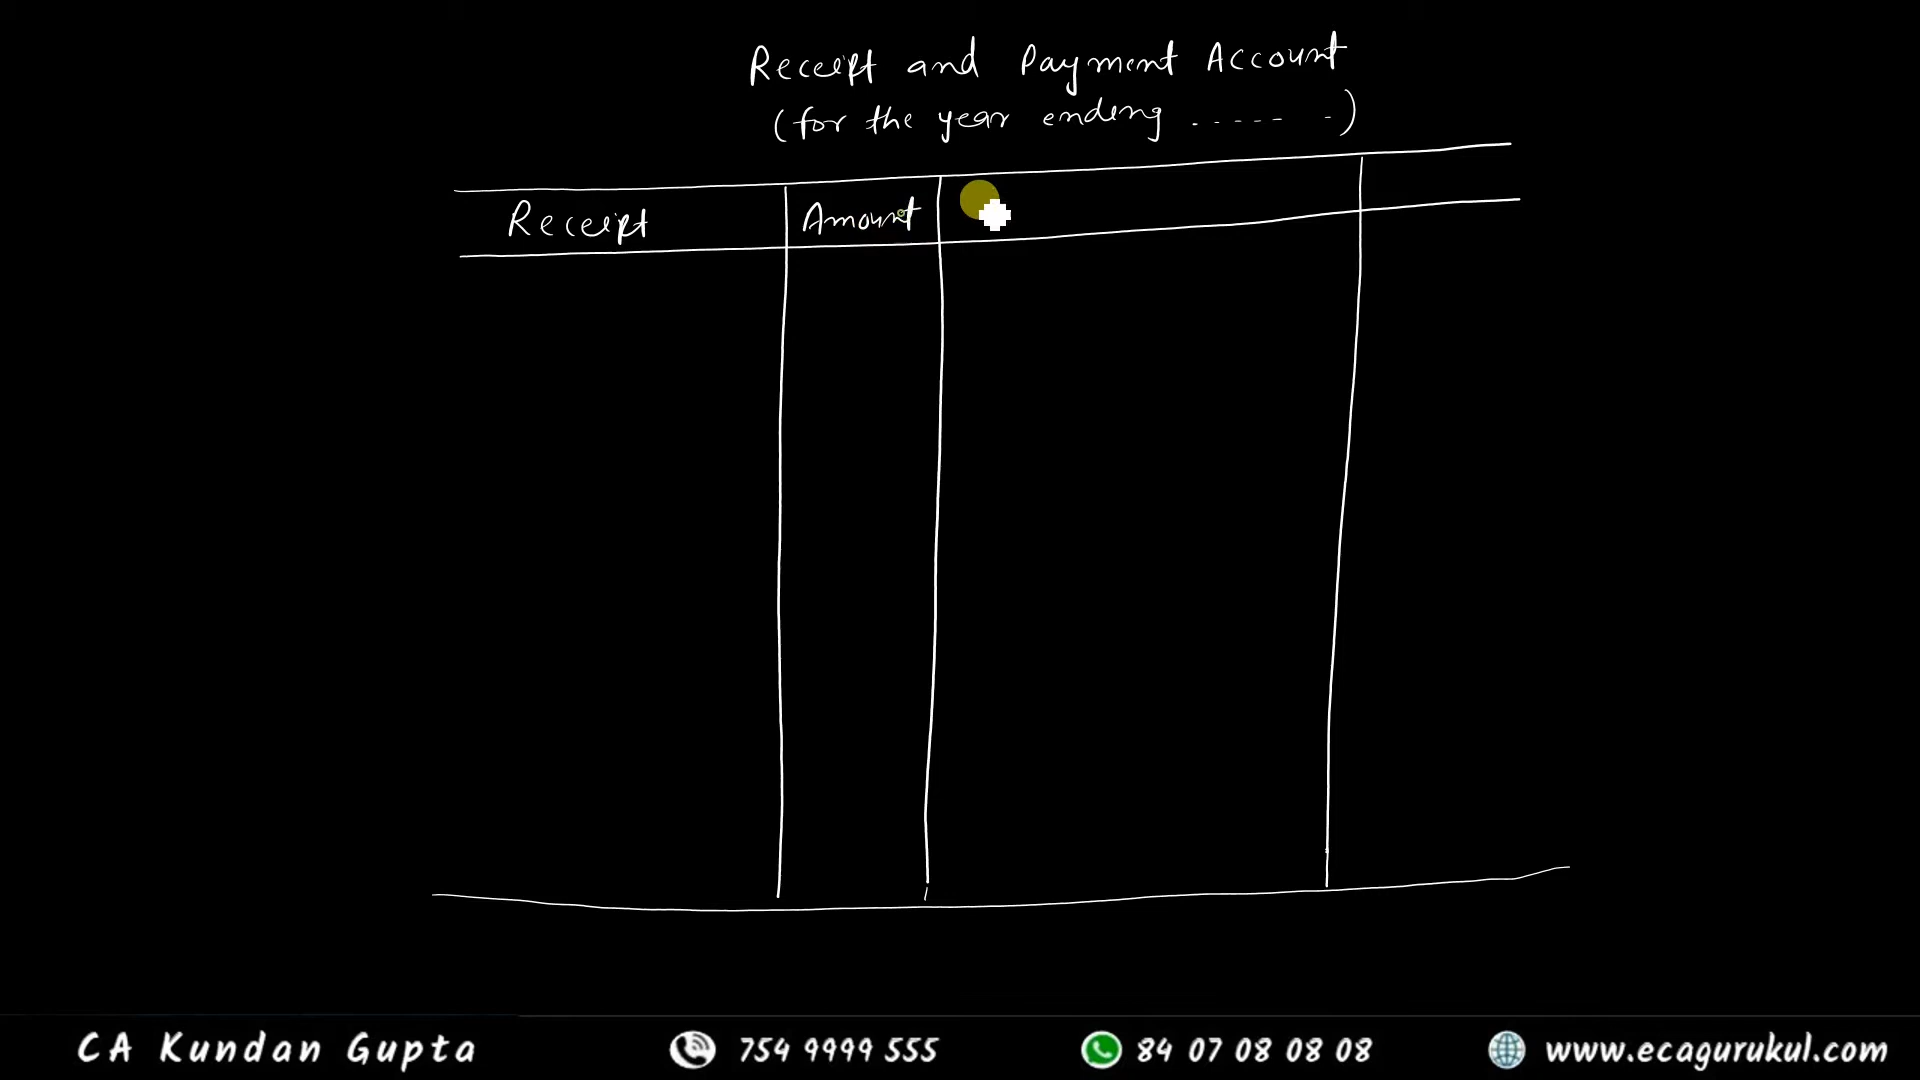 Receipt and Payment Account
(for the year ending ..... .)
Receipt Amount
CA Kundan Gupta 754 9999 555 84 07 08 08 08 www.ecagurukul.com